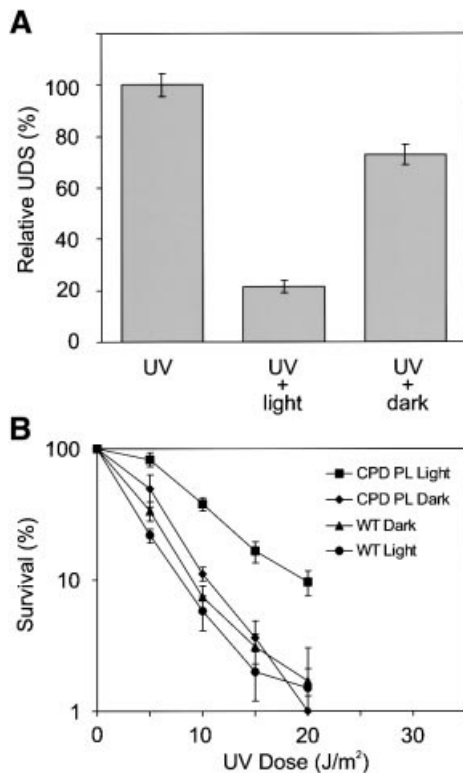 A
Relative UDS (%)
100
80
60
40
20
0
UV
UV
+
light
UV
+
dark
B
Survival (%)
100
10
1
CPD PL Light
CPD PL Dark
WT Dark
WT Light
0
10
20
30
UV Dose (J/m²)